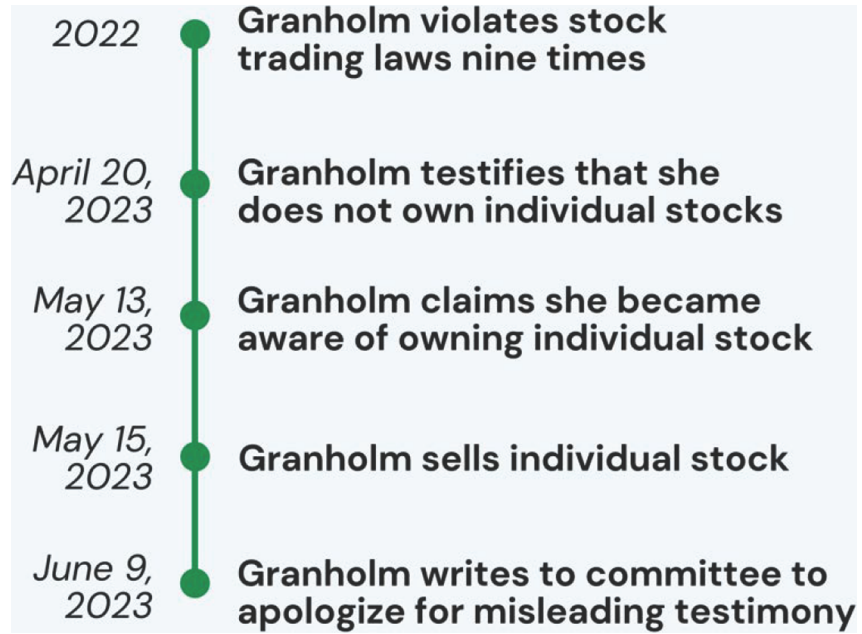 2022
Granholm violates stock
trading laws nine times
April 20,
2023
Granholm testifies that she
does not own individual stocks
May 13,
2023
Granholm claims she became
aware of owning individual stock
May 15,
2023
Granholm sells individual stock
June 9,
2023
Granholm writes to committee to
apologize for misleading testimony